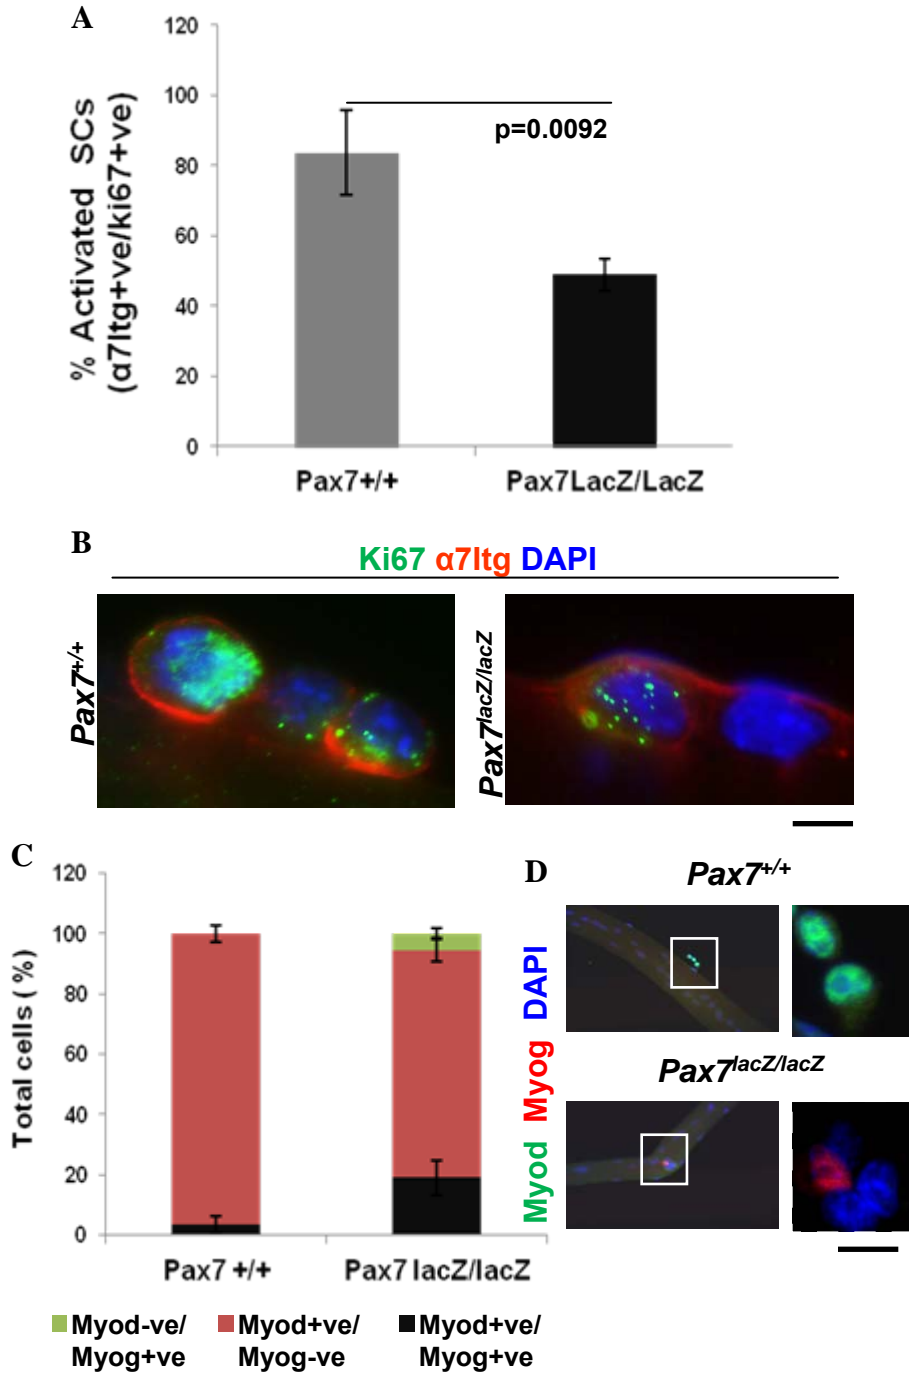 A
120
100
80
60
40
20
0
% Activated SCs
(α7Itg+ve/ki67+ve)
p=0.0092
Pax7+/+
Pax7LacZ/LacZ
B
Ki67 α7Itg DAPI
Pax7+/+
Pax7lacZ/lacZ
C
120
100
80
60
40
20
0
Total cells ( %)
Pax7 +/+
Pax7 lacZ/lacZ
Myod-ve/
Myog+ve
Myod+ve/
Myog-ve
Myod+ve/
Myog+ve
D
Pax7+/+
Myod Myog DAPI
Pax7lacZ/lacZ